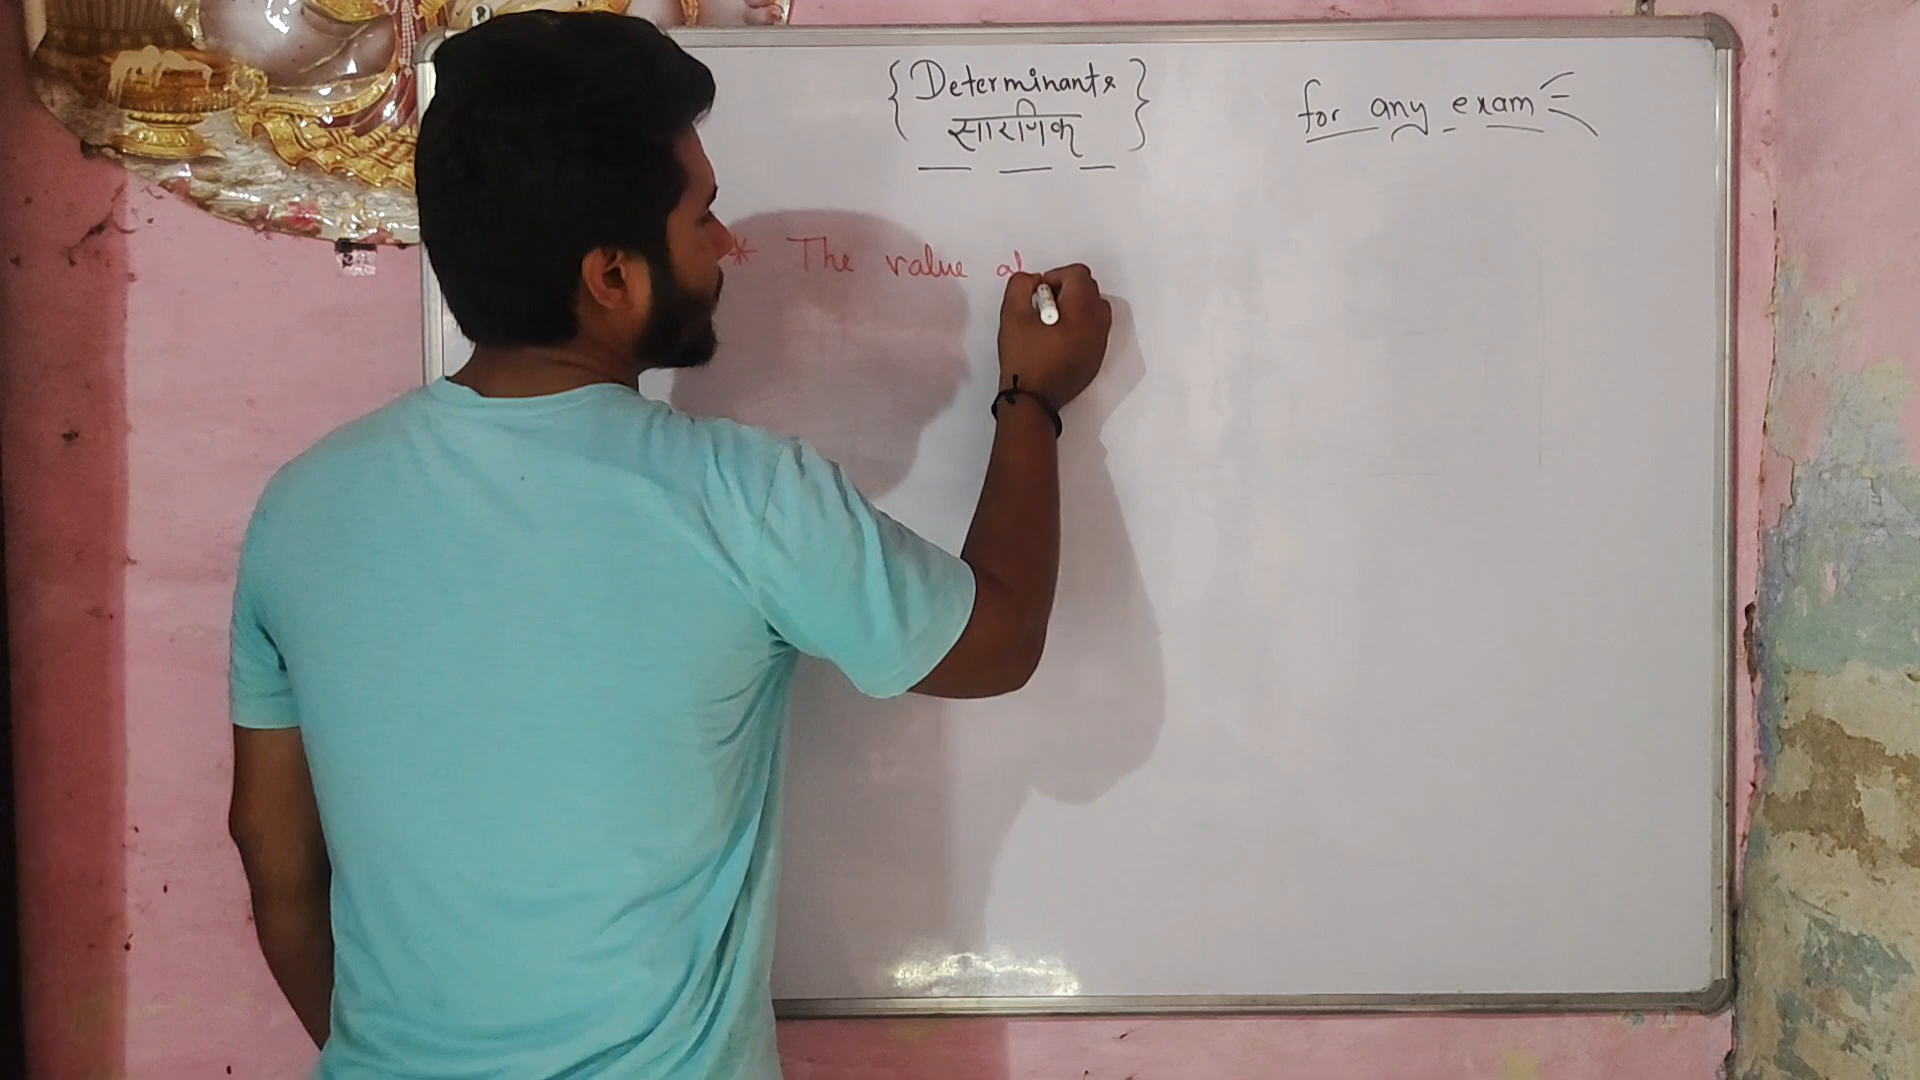 { Determinants }
सारणिक
for any exam
* The value of